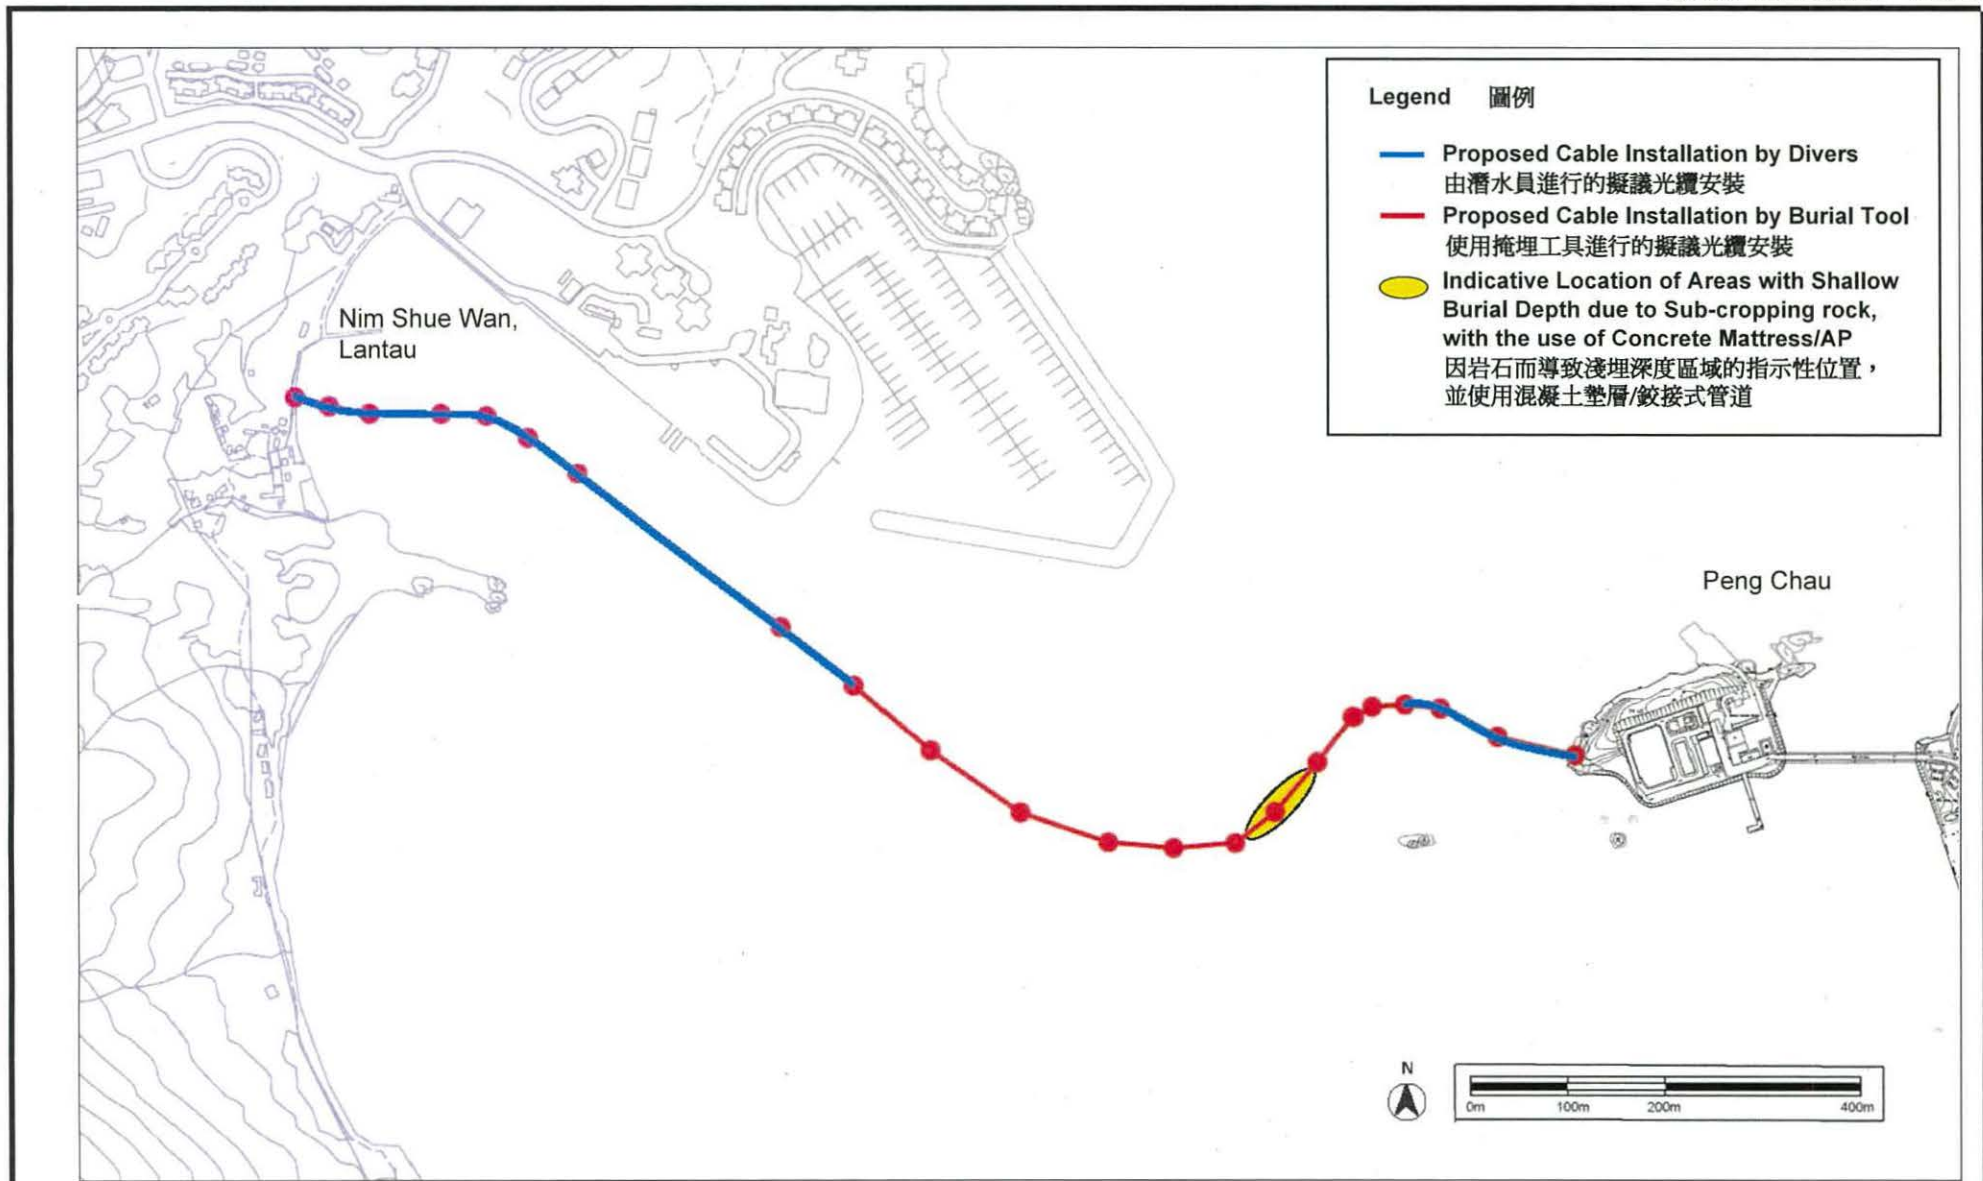 Legend 圖例
Proposed Cable Installation by Divers
由潛水員進行的擬議光纜安裝
Proposed Cable Installation by Burial Tool
使用掩埋工具進行的擬議光纜安裝
Indicative Location of Areas with Shallow
Burial Depth due to Sub-cropping rock,
with the use of Concrete Mattress/AP
因岩石而導致淺埋深度區域的指示性位置，
並使用混凝土墊層/鉸接式管道
Nim Shue Wan,
Lantau
Peng Chau
N
0m 100m 200m 400m